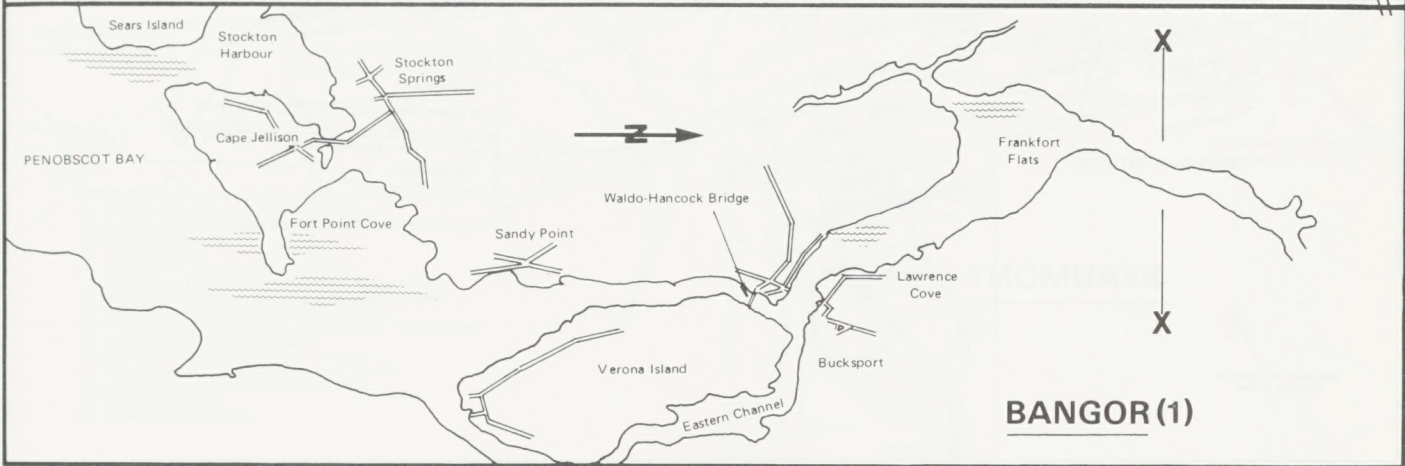 Sears Island
Stockton
Harbour
Stockton
Springs
X
Cape Jellison
N
PENOBSCOT BAY
Frankfort
Flats
Waldo-Hancock Bridge
Fort Point Cove
Sandy Point
Lawrence
Cove
X
Verona Island
Bucksport
Eastern Channel
BANGOR (1)